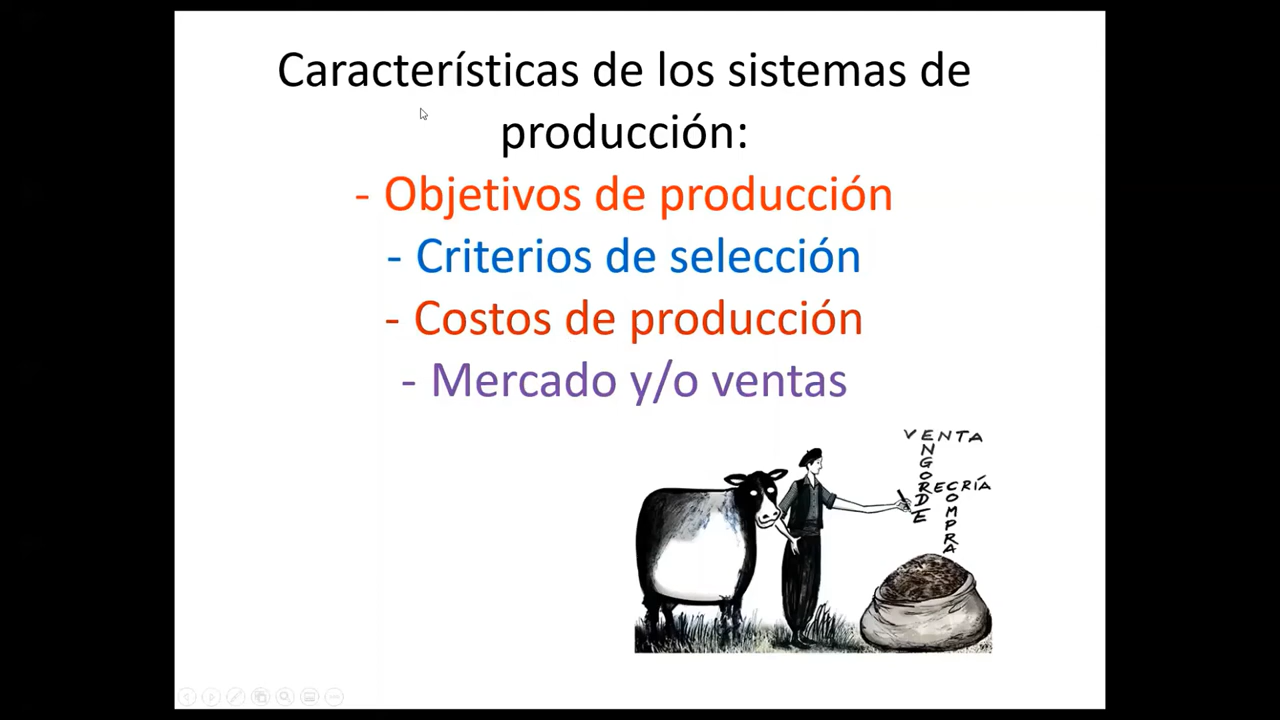 Características de los sistemas de
producción:
- Objetivos de producción
- Criterios de selección
- Costos de producción
- Mercado y/o ventas
VENTA
ENGORDE
RECRÍA
COMPRA